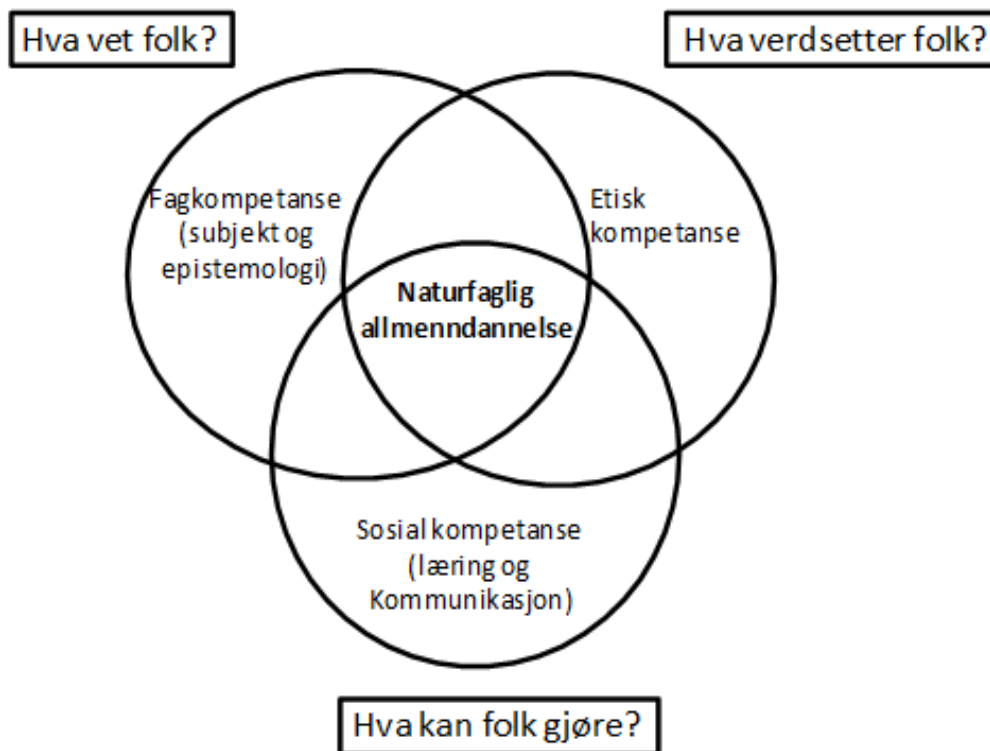 Hva vet folk?
Hva verdsetter folk?
Fagkompetanse
(subjekt og
epistemologi)
Etisk
kompetanse
Naturfaglig
allmenndannelse
Sosial kompetanse
(læring og
Kommunikasjon)
Hva kan folk gjøre?